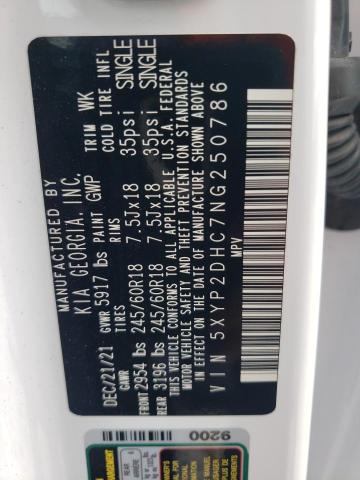 MANUFACTURED BY
KIA GEORGIA, INC.
DEC/21/21 GVWR 5917 lbs PAINT GWP TRIM WK
GAWR TIRES RIMS COLD TIRE INFL
FRONT 2954 lbs 245/60R18 7.5Jx18 35psi SINGLE
REAR 3196 lbs 245/60R18 7.5Jx18 35psi SINGLE
THIS VEHICLE CONFORMS TO ALL APPLICABLE U.S.A. FEDERAL
MOTOR VEHICLE SAFETY AND THEFT PREVENTION STANDARDS
IN EFFECT ON THE DATE OF MANUFACTURE SHOWN ABOVE
VIN 5XYP2DHC7NG250786
MPV
9200
REAR 4
ARRIERE